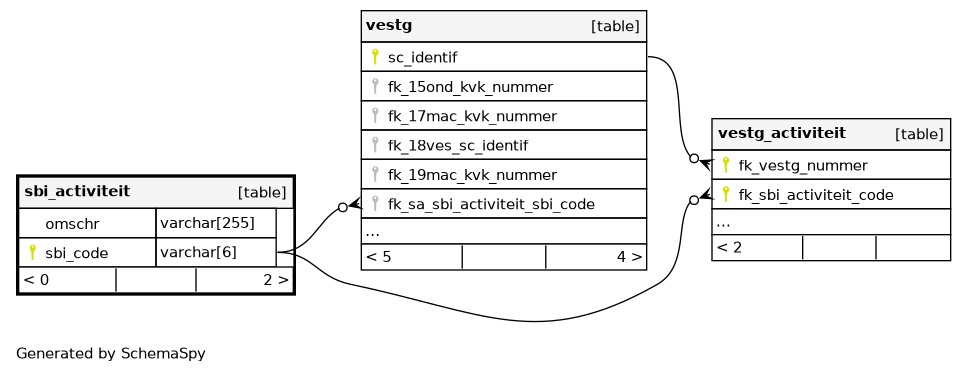 vestg [table]
sc_identif
fk_15ond_kvk_nummer
fk_17mac_kvk_nummer
fk_18ves_sc_identif
fk_19mac_kvk_nummer
fk_sa_sbi_activiteit_sbi_code
...
< 5 4 >
vestg_activiteit [table]
fk_vestg_nummer
fk_sbi_activiteit_code
...
< 2
sbi_activiteit [table]
omschr varchar[255]
sbi_code varchar[6]
< 0 2 >
Generated by SchemaSpy